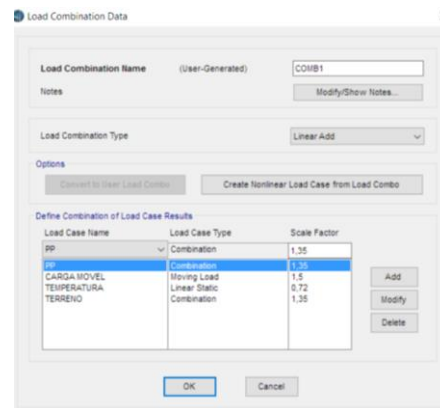 Load Combination Data
Load Combination Name (User-Generated) COMB1
Notes Modify/Show Notes...
Load Combination Type Linear Add
Options
Convert to User Load Combo Create Nonlinear Load Case from Load Combo
Define Combination of Load Case Results
Load Case Name Load Case Type Scale Factor
PP Combination 1,35
PP Combination 1,35
CARGA MOVEL Moving Load 1,5 Add
TEMPERATURA Linear Static 0,72
TERRENO Combination 1,35 Modify
Delete
OK Cancel